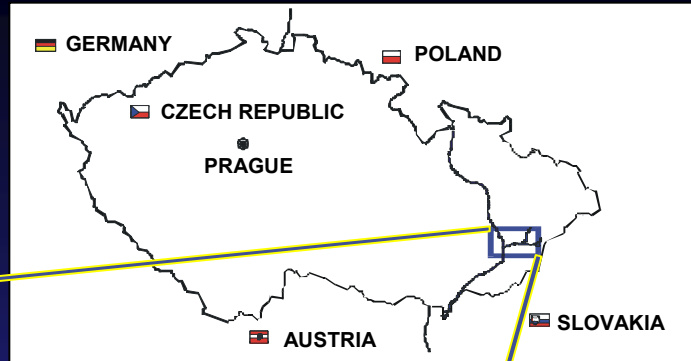 GERMANY
POLAND
CZECH REPUBLIC
PRAGUE
SLOVAKIA
AUSTRIA